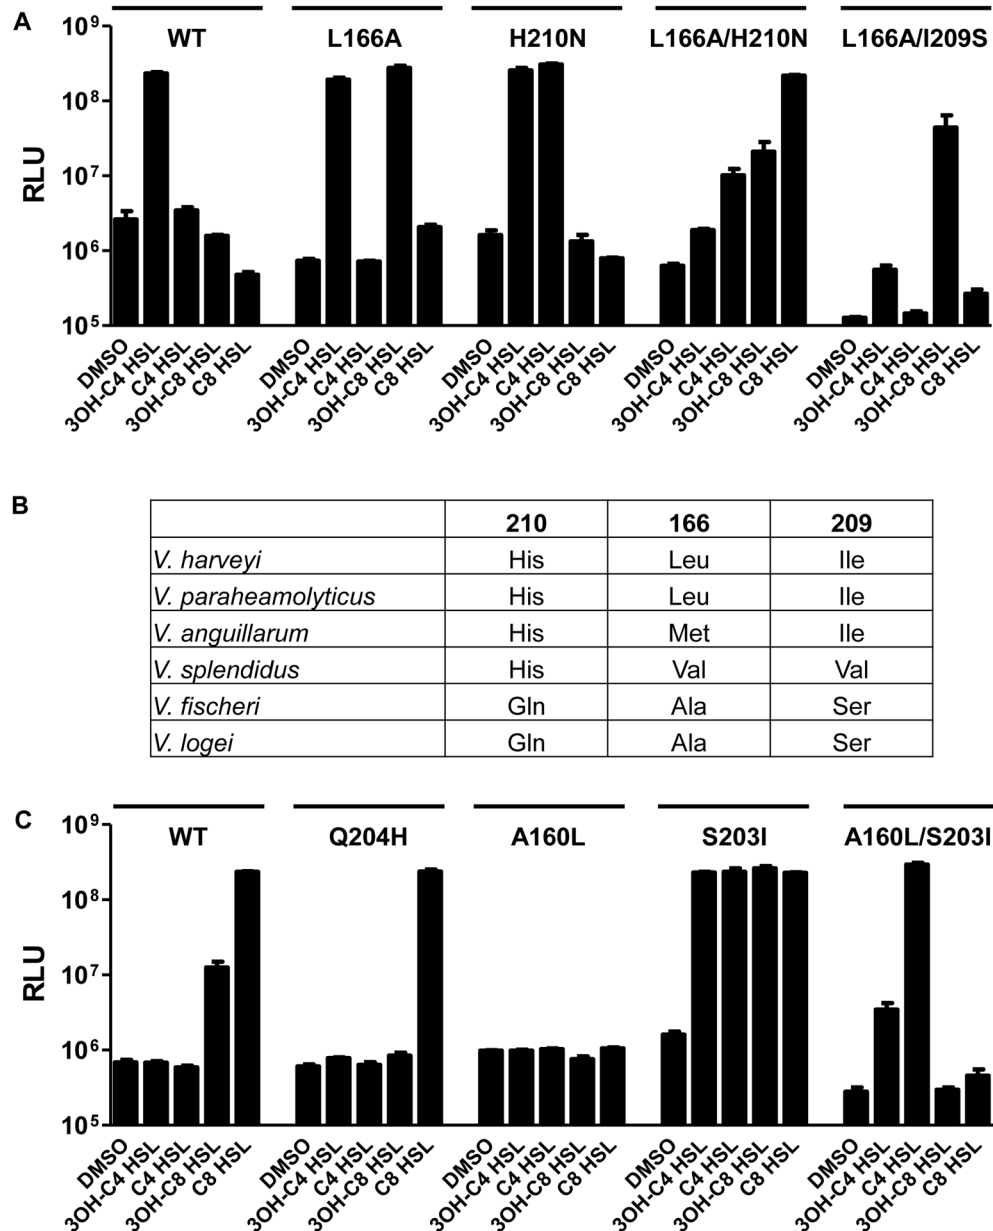 A
WT L166A H210N L166A/H210N L166A/I209S
10⁹
10⁸
10⁷
10⁶
10⁵
RLU
DMSO 3OH-C4 HSL C4 HSL 3OH-C8 HSL C8 HSL DMSO 3OH-C4 HSL C4 HSL 3OH-C8 HSL C8 HSL DMSO 3OH-C4 HSL C4 HSL 3OH-C8 HSL C8 HSL DMSO 3OH-C4 HSL C4 HSL 3OH-C8 HSL C8 HSL DMSO 3OH-C4 HSL C4 HSL 3OH-C8 HSL C8 HSL
B
210 166 209
V. harveyi His Leu Ile
V. paraheamolyticus His Leu Ile
V. anguillarum His Met Ile
V. splendidus His Val Val
V. fischeri Gln Ala Ser
V. logei Gln Ala Ser
C
WT Q204H A160L S203I A160L/S203I
10⁹
10⁸
10⁷
10⁶
10⁵
RLU
DMSO 3OH-C4 HSL C4 HSL 3OH-C8 HSL C8 HSL DMSO 3OH-C4 HSL C4 HSL 3OH-C8 HSL C8 HSL DMSO 3OH-C4 HSL C4 HSL 3OH-C8 HSL C8 HSL DMSO 3OH-C4 HSL C4 HSL 3OH-C8 HSL C8 HSL DMSO 3OH-C4 HSL C4 HSL 3OH-C8 HSL C8 HSL